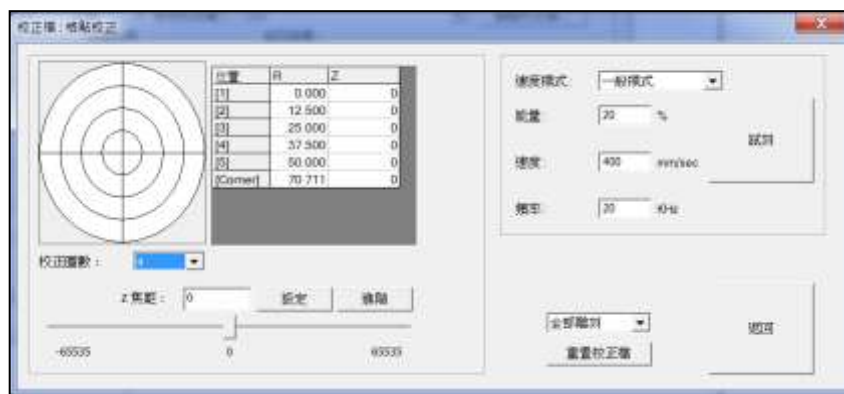 校正檔 : 格點校正
位置 R Z
[1] 0.000 0
[2] 12.500 0
[3] 25.000 0
[4] 37.500 0
[5] 50.000 0
[Corner] 70.711 0
校正圈數 : 4
Z 焦距 : 0 設定 進階
-65535 0 65535
速度模式: 一般模式
能量: 20 %
速度: 400 mm/sec
頻率: 20 KHz
試刻
全部雕刻
重置校正檔
返回